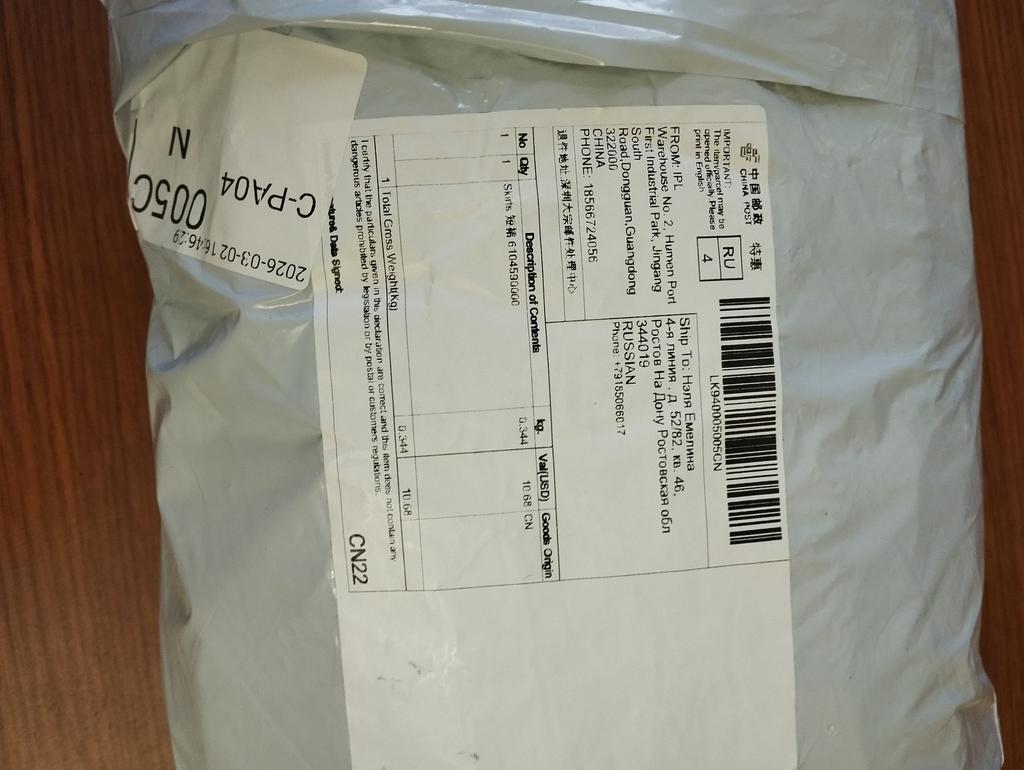 中国邮政
CHINA POST
特惠
IMPORTANT:
The item/parcel may be
opened officially. Please
print in English
RU
4
LK940005005CN
FROM: IPL
Warehouse No. 2, Humen Port
First Industrial Park, Jingang
South
Road,Dongguan,Guangdong
322000
CHINA
PHONE: 18566724056
退件地址 深圳大宗邮件处理中心
Ship To: Нэля Емелина
4-я линия , д. 52/82, кв. 46,
Ростов На Дону Ростовская обл
344019
RUSSIAN
Phone: +79185066017
No Qty Description of Contents kg. Val(USD) Goods Origin
1 1 Skirts 短裙 6104590000 0.344 10.68 CN
1 Total Gross Weight(Kg) 0.344 10.68
I certify that the particulars given in this declaration are correct and this item does not contain any
dangerous articles prohibited by legislation or by postal or customers regulations.
Date Signed:
CN22
2026-03-02 16:46:29
C-PA04
005C
N